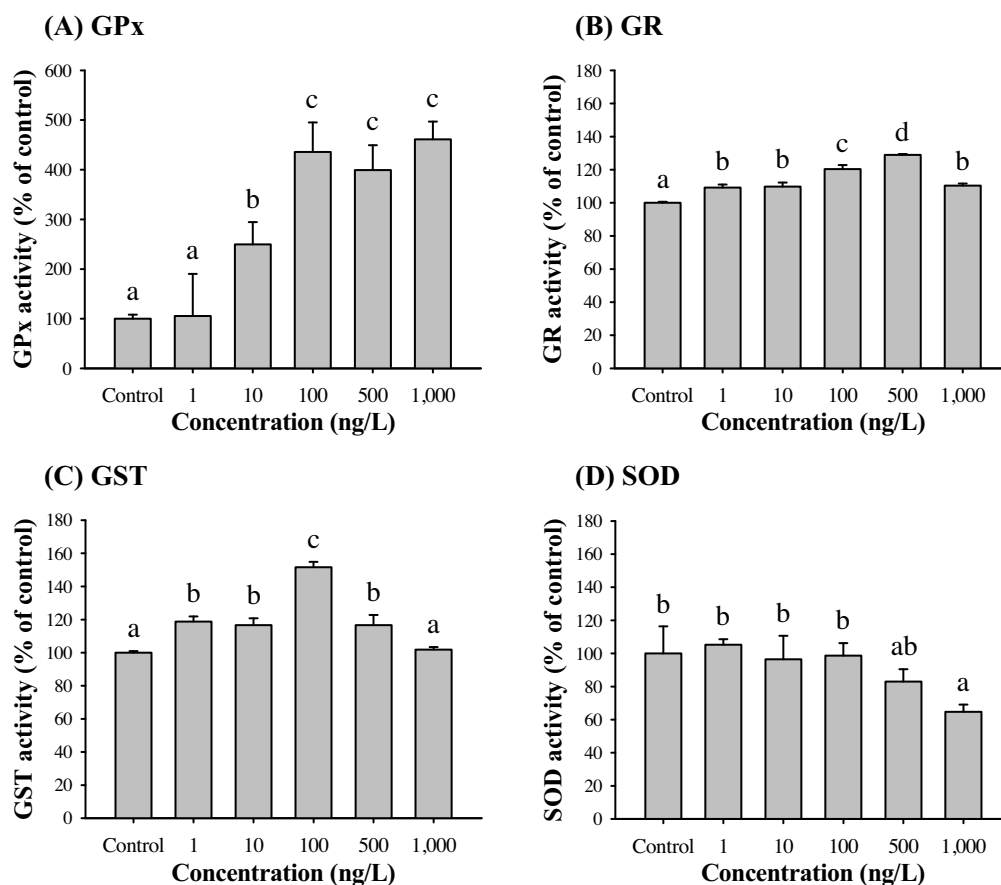 (A) GPx
GPx activity (% of control)
600
500
400
300
200
100
0
a
a
b
c
c
c
Control 1 10 100 500 1,000
Concentration (ng/L)
(B) GR
GR activity (% of control)
180
160
140
120
100
80
60
40
20
0
a
b
b
c
d
b
Control 1 10 100 500 1,000
Concentration (ng/L)
(C) GST
GST activity (% of control)
180
160
140
120
100
80
60
40
20
0
a
b
b
c
b
a
Control 1 10 100 500 1,000
Concentration (ng/L)
(D) SOD
SOD activity (% of control)
180
160
140
120
100
80
60
40
20
0
b
b
b
b
ab
a
Control 1 10 100 500 1,000
Concentration (ng/L)